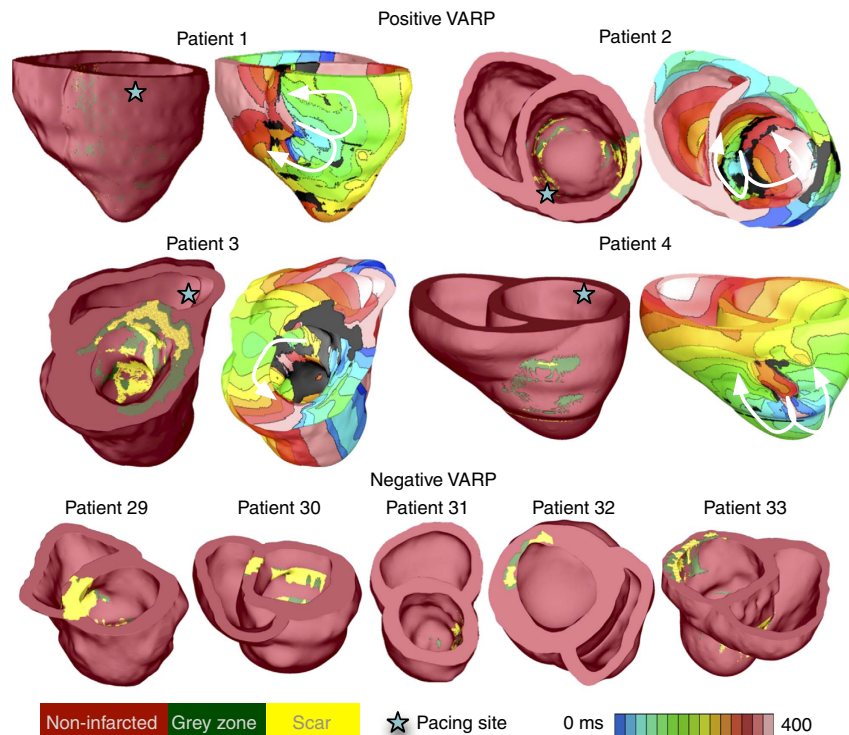 Positive VARP
Patient 1
Patient 2
Patient 3
Patient 4
Negative VARP
Patient 29
Patient 30
Patient 31
Patient 32
Patient 33
Non-infarcted Grey zone Scar Pacing site 0 ms 400